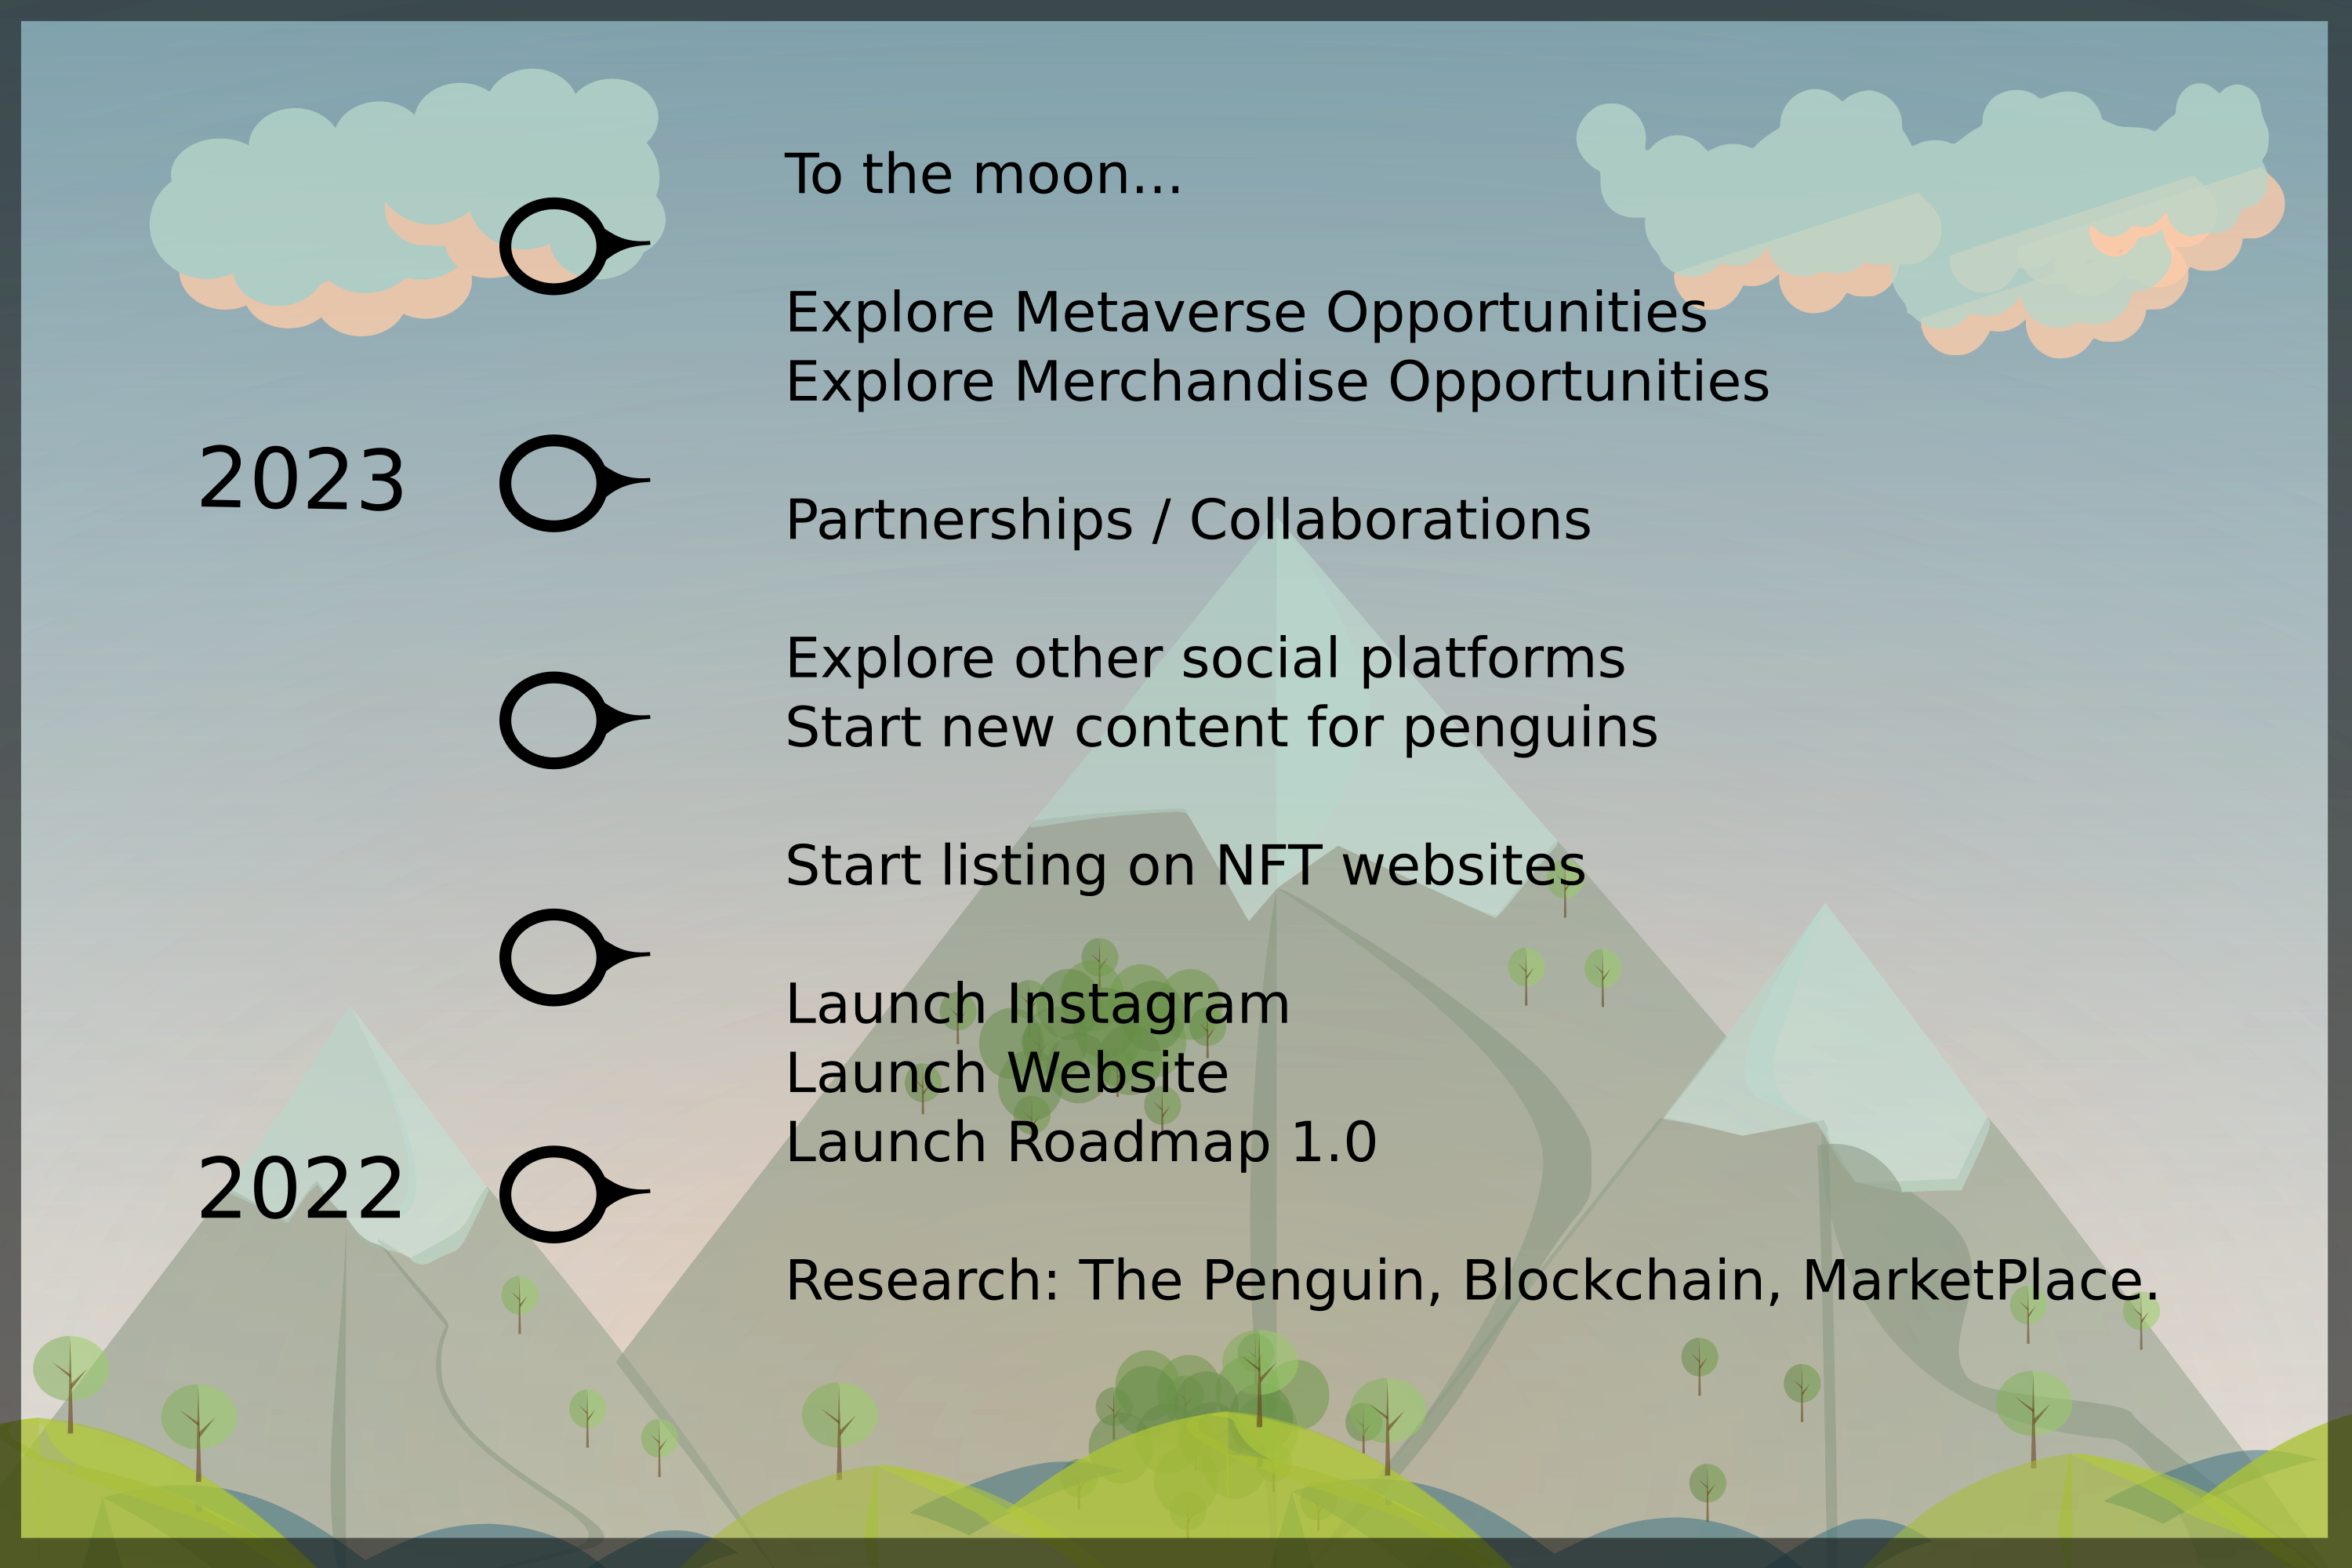 To the moon...
Explore Metaverse Opportunities
Explore Merchandise Opportunities
2023
Partnerships / Collaborations
Explore other social platforms
Start new content for penguins
Start listing on NFT websites
Launch Instagram
Launch Website
Launch Roadmap 1.0
2022
Research: The Penguin, Blockchain, MarketPlace.